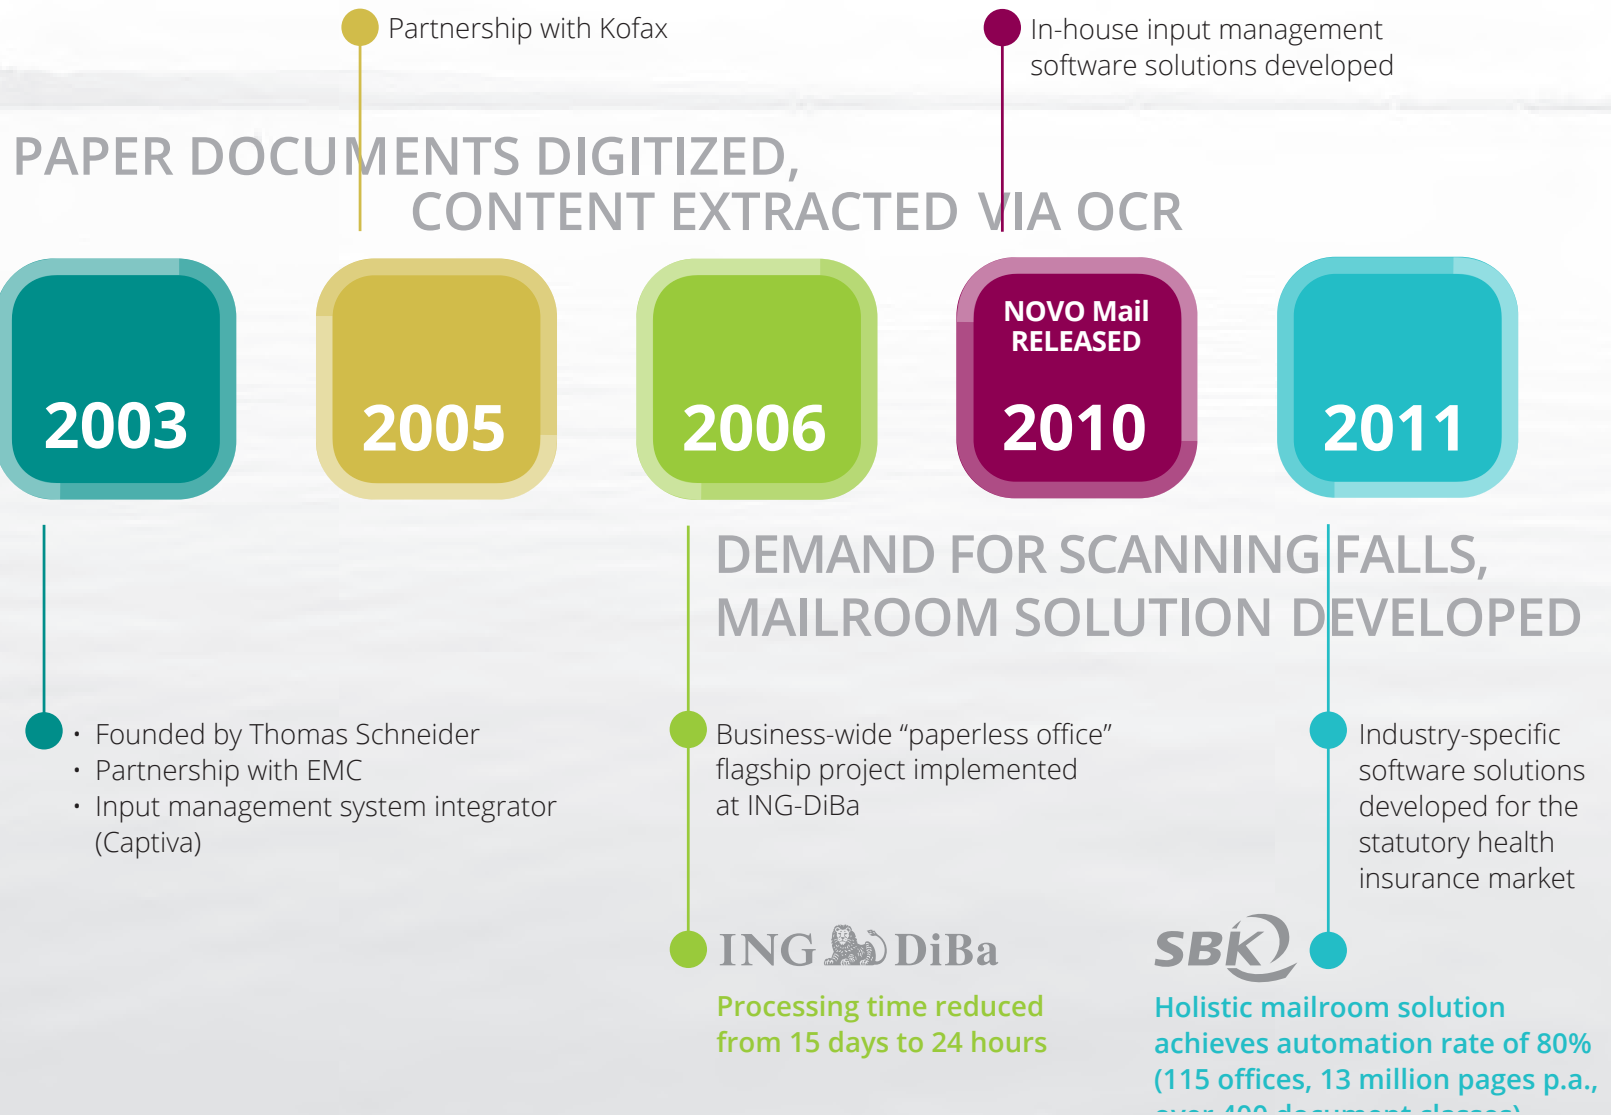 Partnership with Kofax
In-house input management
software solutions developed
PAPER DOCUMENTS DIGITIZED,
CONTENT EXTRACTED VIA OCR
2003
2005
2006
NOVO Mail
RELEASED
2010
2011
DEMAND FOR SCANNING FALLS,
MAILROOM SOLUTION DEVELOPED
• Founded by Thomas Schneider
• Partnership with EMC
• Input management system integrator
(Captiva)
Business-wide “paperless office”
flagship project implemented
at ING-DiBa
ING DiBa
Processing time reduced
from 15 days to 24 hours
Industry-specific
software solutions
developed for the
statutory health
insurance market
SBK
Holistic mailroom solution
achieves automation rate of 80%
(115 offices, 13 million pages p.a.,
over 400 document classes)